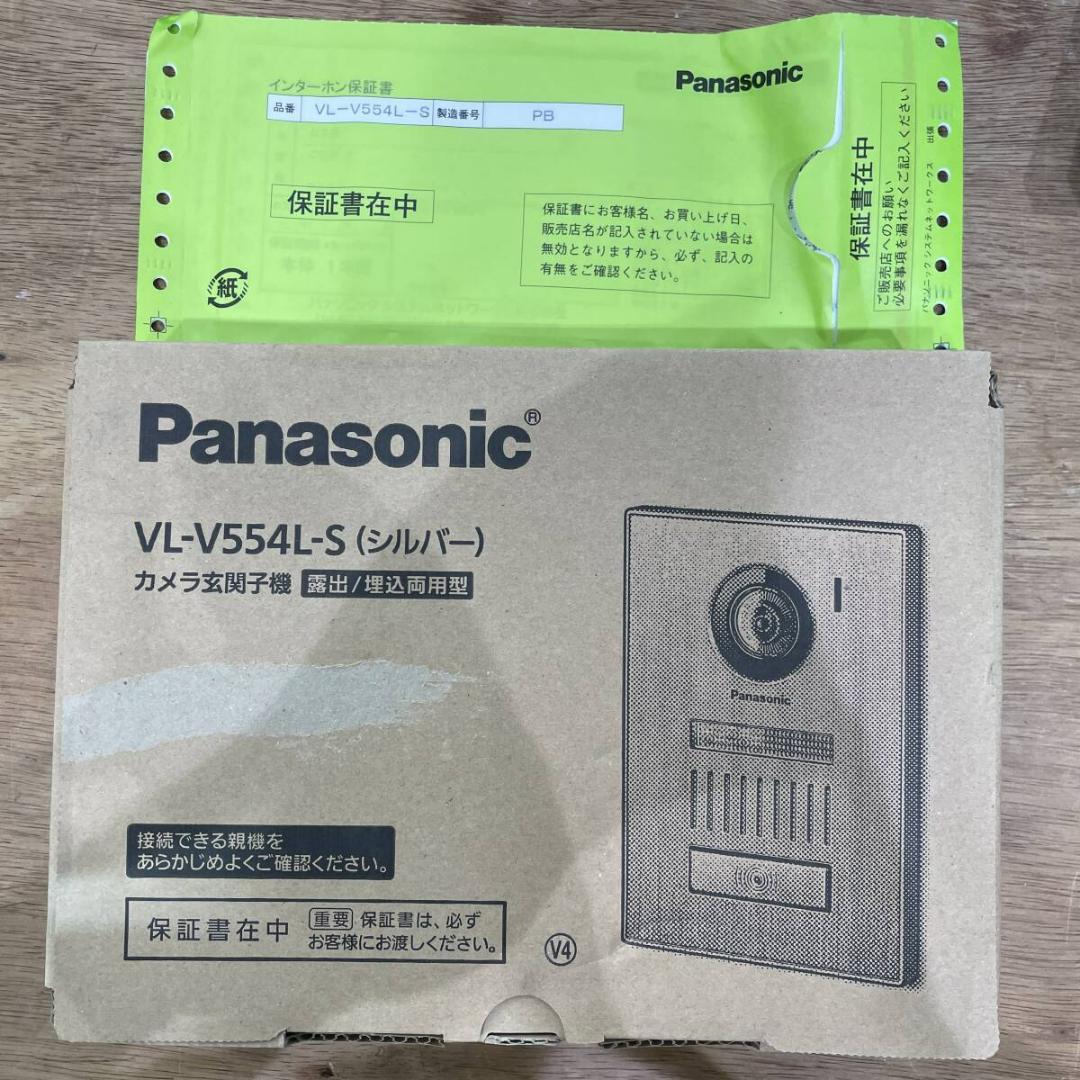 Panasonic
インターホン保証書
品番 VL-V554L-S 製造番号 PB
保証書在中
保証書にお客様名、お買い上げ日、
販売店名が記入されていない場合は
無効となりますから、必ず、記入の
有無をご確認ください。
紙
保証書在中
ご販売店へのお願い
必要事項を漏れなくご記入ください
パナソニック システムネットワークス
出張
Panasonic®
VL-V554L-S (シルバー)
カメラ玄関子機 露出/埋込両用型
Panasonic
接続できる親機を
あらかじめよくご確認ください。
保証書在中
重要 保証書は、必ず
お客様にお渡しください。
V4